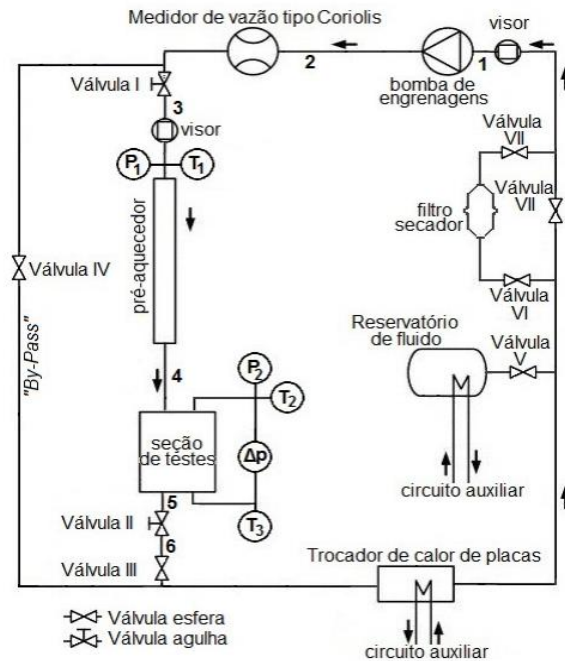 Medidor de vazão tipo Coriolis
visor
2
1
bomba de
engrenagens
Válvula I
3
visor
P1
T1
Válvula
VII
Válvula
VII
filtro
secador
pré-aquecedor
Válvula IV
Válvula
VI
"By-Pass"
Reservatório
de fluido
Válvula
V
4
P2
T2
seção
de testes
Δp
circuito auxiliar
5
Válvula II
T3
6
Válvula III
Trocador de calor de placas
Válvula esfera
Válvula agulha
circuito auxiliar